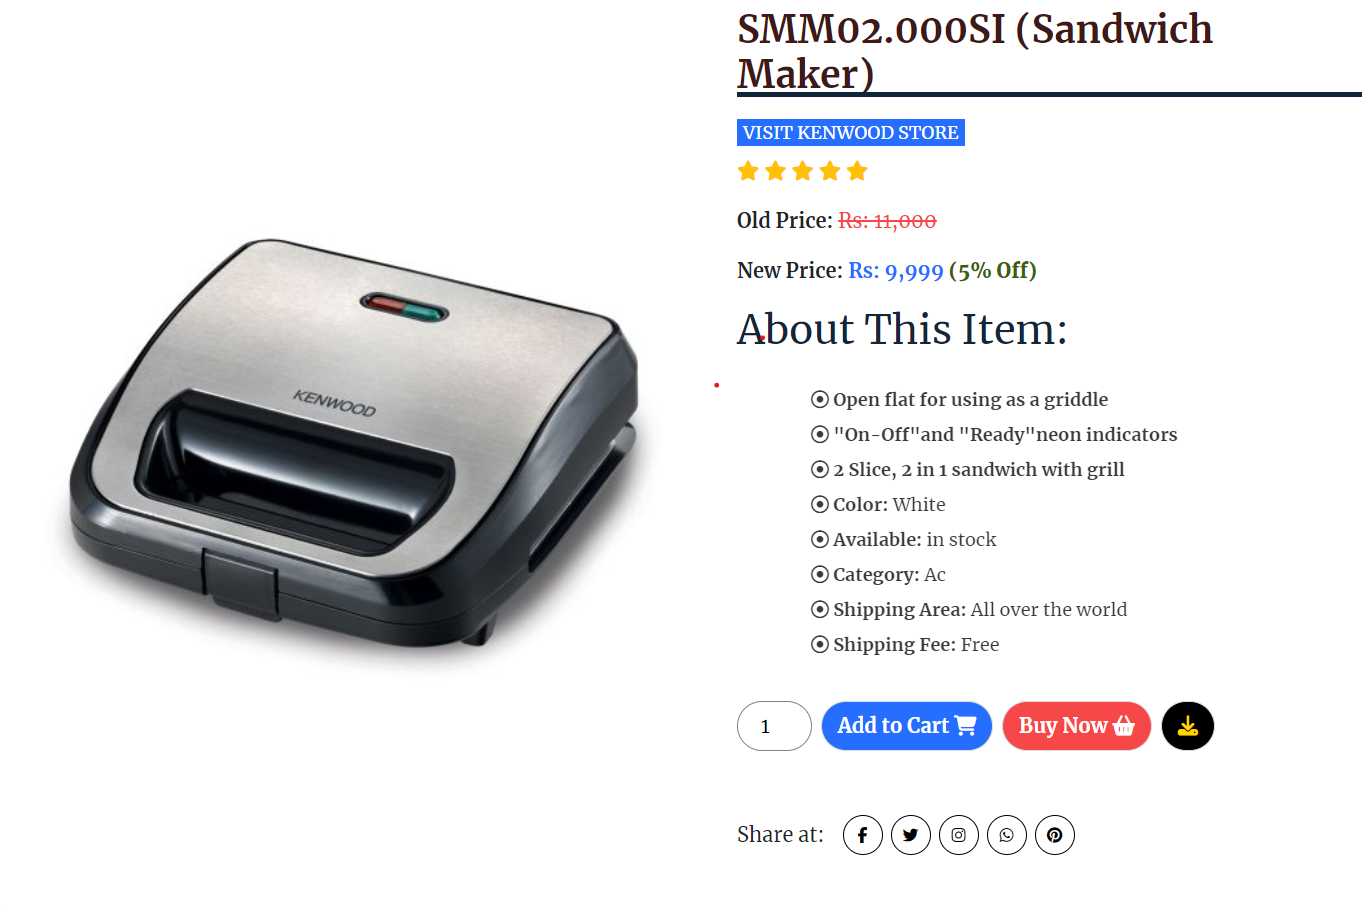 SMM02.000SI (Sandwich
Maker)
VISIT KENWOOD STORE
Old Price: Rs: 11,000
New Price: Rs: 9,999 (5% Off)
About This Item:
Open flat for using as a griddle
"On-Off"and "Ready"neon indicators
2 Slice, 2 in 1 sandwich with grill
Color: White
Available: in stock
Category: Ac
Shipping Area: All over the world
Shipping Fee: Free
1 Add to Cart Buy Now
Share at:
KENWOOD